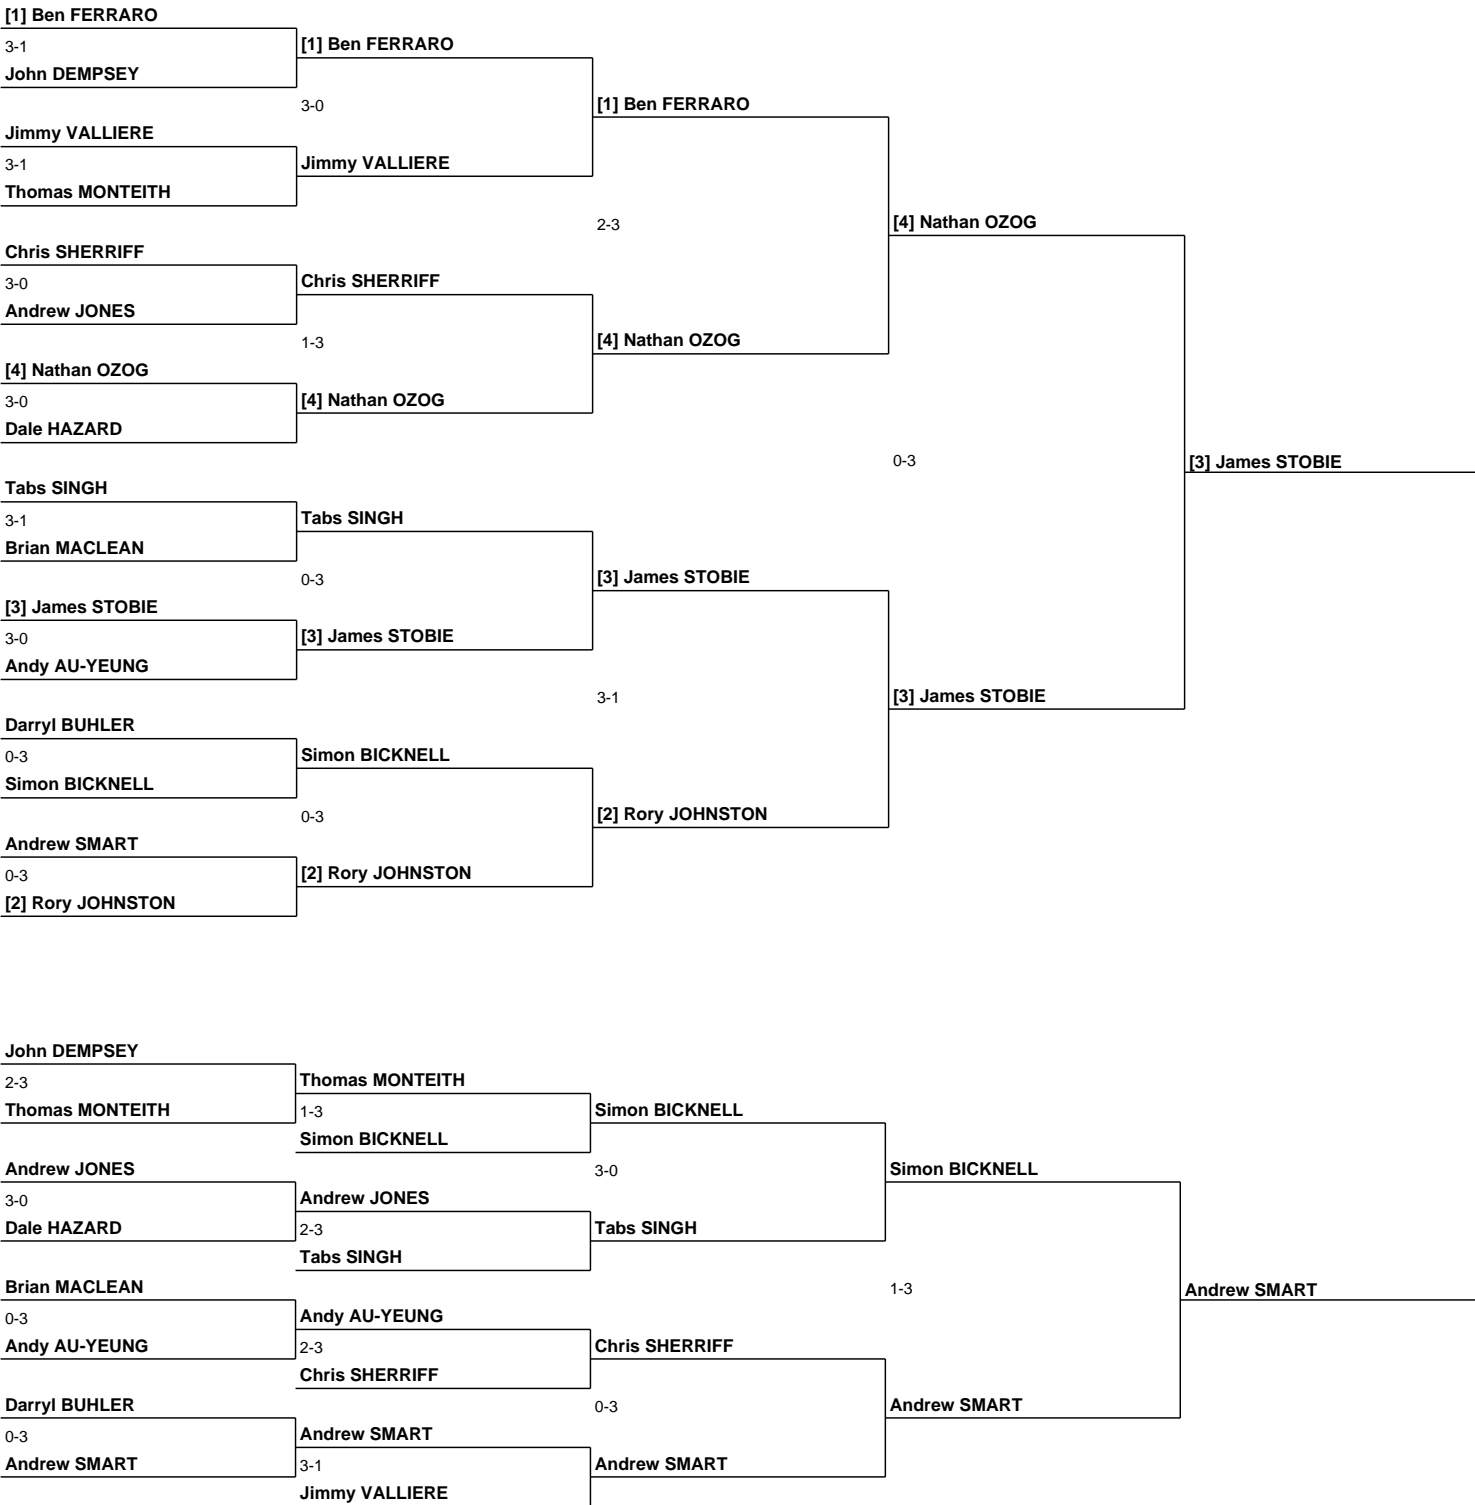 [1] Ben FERRARO
3-1
[1] Ben FERRARO
John DEMPSEY
3-0
[1] Ben FERRARO
Jimmy VALLIERE
3-1
Jimmy VALLIERE
Thomas MONTEITH
2-3
[4] Nathan OZOG
Chris SHERRIFF
3-0
Chris SHERRIFF
Andrew JONES
1-3
[4] Nathan OZOG
[4] Nathan OZOG
3-0
[4] Nathan OZOG
Dale HAZARD
0-3
[3] James STOBIE
Tabs SINGH
3-1
Tabs SINGH
Brian MACLEAN
0-3
[3] James STOBIE
[3] James STOBIE
3-0
[3] James STOBIE
Andy AU-YEUNG
3-1
[3] James STOBIE
Darryl BUHLER
0-3
Simon BICKNELL
Simon BICKNELL
0-3
[2] Rory JOHNSTON
Andrew SMART
0-3
[2] Rory JOHNSTON
[2] Rory JOHNSTON
John DEMPSEY
2-3
Thomas MONTEITH
Thomas MONTEITH
1-3
Simon BICKNELL
Simon BICKNELL
Andrew JONES
3-0
Simon BICKNELL
3-0
Andrew JONES
Dale HAZARD
2-3
Tabs SINGH
Tabs SINGH
Brian MACLEAN
1-3
Andrew SMART
0-3
Andy AU-YEUNG
Andy AU-YEUNG
2-3
Chris SHERRIFF
Chris SHERRIFF
Darryl BUHLER
0-3
Andrew SMART
0-3
Andrew SMART
Andrew SMART
3-1
Andrew SMART
Jimmy VALLIERE